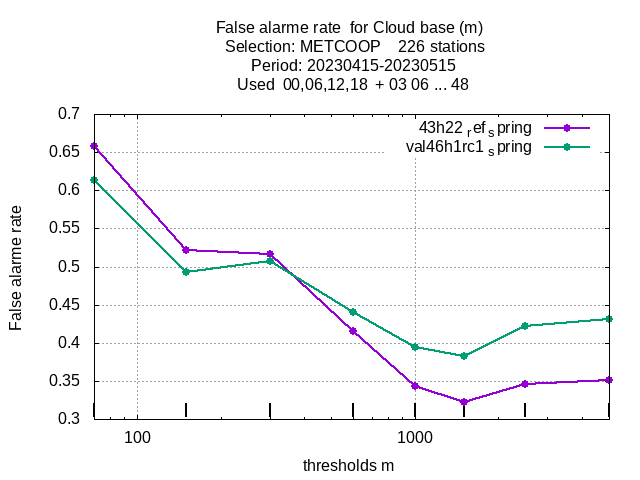 False alarme rate for Cloud base (m)
Selection: METCOOP 226 stations
Period: 20230415-20230515
Used 00,06,12,18 + 03 06 ... 48
0.7
0.65
0.6
0.55
0.5
0.45
0.4
0.35
0.3
False alarme rate
43h22 ref spring
val46h1rc1 spring
100
1000
thresholds m